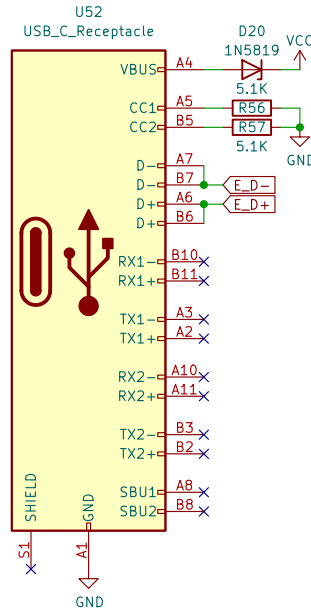 U52
USB_C_Receptacle
D20
1N5819
VCC
VBUS A4
5.1K
CC1 A5 R56
CC2 B5 R57
5.1K
GND
D- A7
D- B7 E_D-
D+ A6 E_D+
D+ B6
RX1- B10
RX1+ B11
TX1- A3
TX1+ A2
RX2- A10
RX2+ A11
TX2- B3
TX2+ B2
SBU1 A8
SBU2 B8
SHIELD
GND
S1
A1
GND